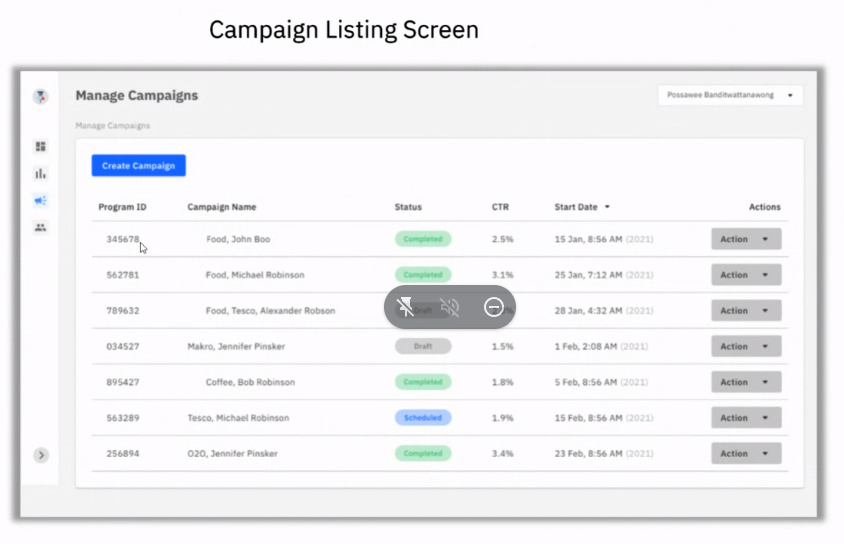 Campaign Listing Screen
Manage Campaigns
Possawee Banditwattanawong
Manage Campaigns
Create Campaign
Program ID Campaign Name Status CTR Start Date Actions
345678 Food, John Boo Completed 2.5% 15 Jan, 8:56 AM (2021) Action
562781 Food, Michael Robinson Completed 3.1% 25 Jan, 7:12 AM (2021) Action
789632 Food, Tesco, Alexander Robson Draft 28 Jan, 4:32 AM (2021) Action
034527 Makro, Jennifer Pinsker Draft 1.5% 1 Feb, 2:08 AM (2021) Action
895427 Coffee, Bob Robinson Completed 1.8% 5 Feb, 8:56 AM (2021) Action
563289 Tesco, Michael Robinson Scheduled 1.9% 15 Feb, 8:56 AM (2021) Action
256894 O2O, Jennifer Pinsker Completed 3.4% 23 Feb, 8:56 AM (2021) Action